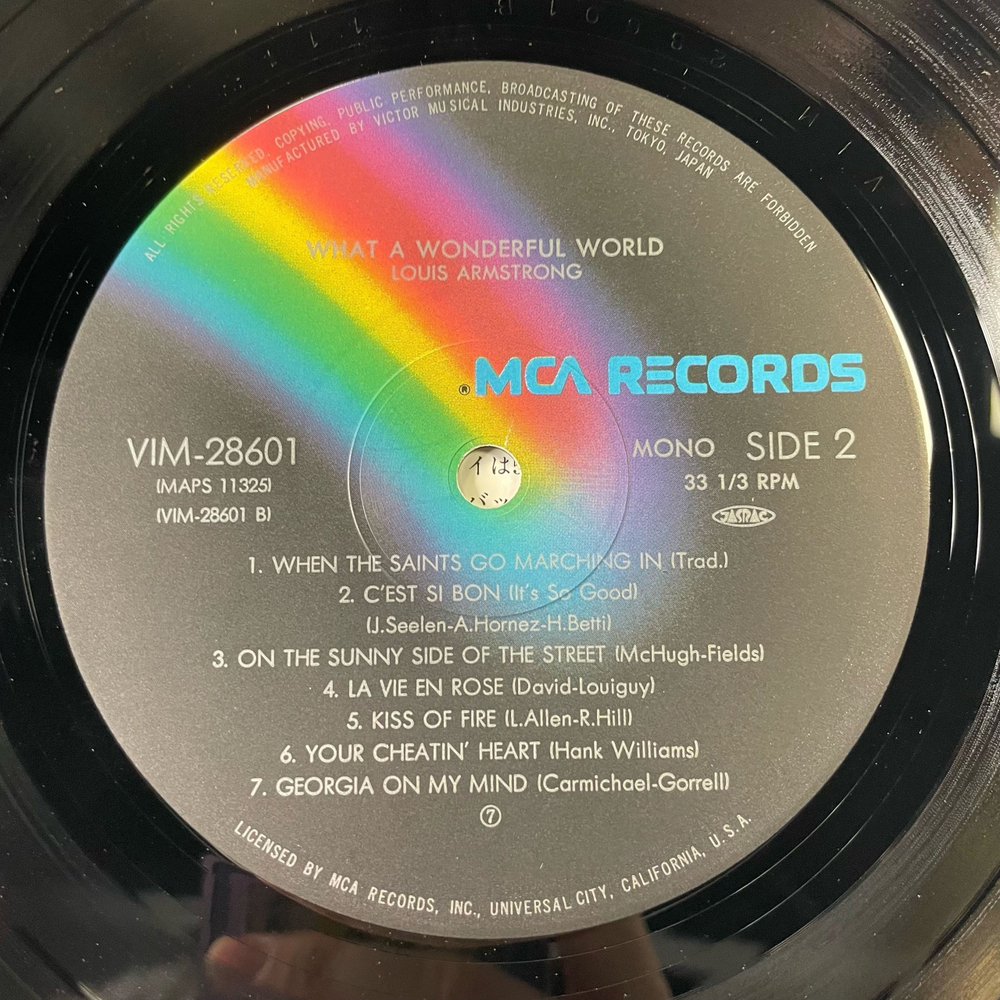 ALL RIGHTS RESERVED. COPYING, PUBLIC PERFORMANCE, BROADCASTING OF THESE RECORDS ARE FORBIDDEN
MANUFACTURED BY VICTOR MUSICAL INDUSTRIES, INC., TOKYO, JAPAN
WHAT A WONDERFUL WORLD
LOUIS ARMSTRONG
® MCA RECORDS
VIM-28601
(MAPS 11325)
(VIM-28601 B)
MONO SIDE 2
33 1/3 RPM
JASRAC
イは
バッ
1. WHEN THE SAINTS GO MARCHING IN (Trad.)
2. C'EST SI BON (It's So Good)
(J.Seelen-A.Hornez-H.Betti)
3. ON THE SUNNY SIDE OF THE STREET (McHugh-Fields)
4. LA VIE EN ROSE (David-Louiguy)
5. KISS OF FIRE (L.Allen-R.Hill)
6. YOUR CHEATIN' HEART (Hank Williams)
7. GEORGIA ON MY MIND (Carmichael-Gorrell)
⑦
LICENSED BY MCA RECORDS, INC., UNIVERSAL CITY, CALIFORNIA, U.S.A.